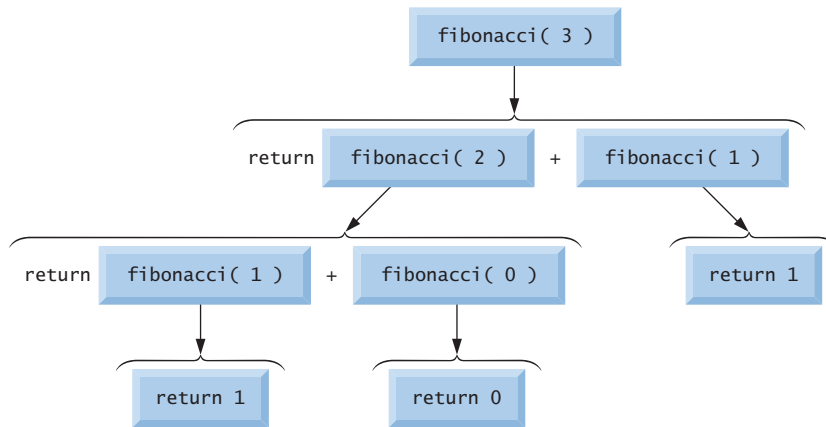 fibonacci( 3 )
return fibonacci( 2 ) + fibonacci( 1 )
return fibonacci( 1 ) + fibonacci( 0 ) return 1
return 1 return 0